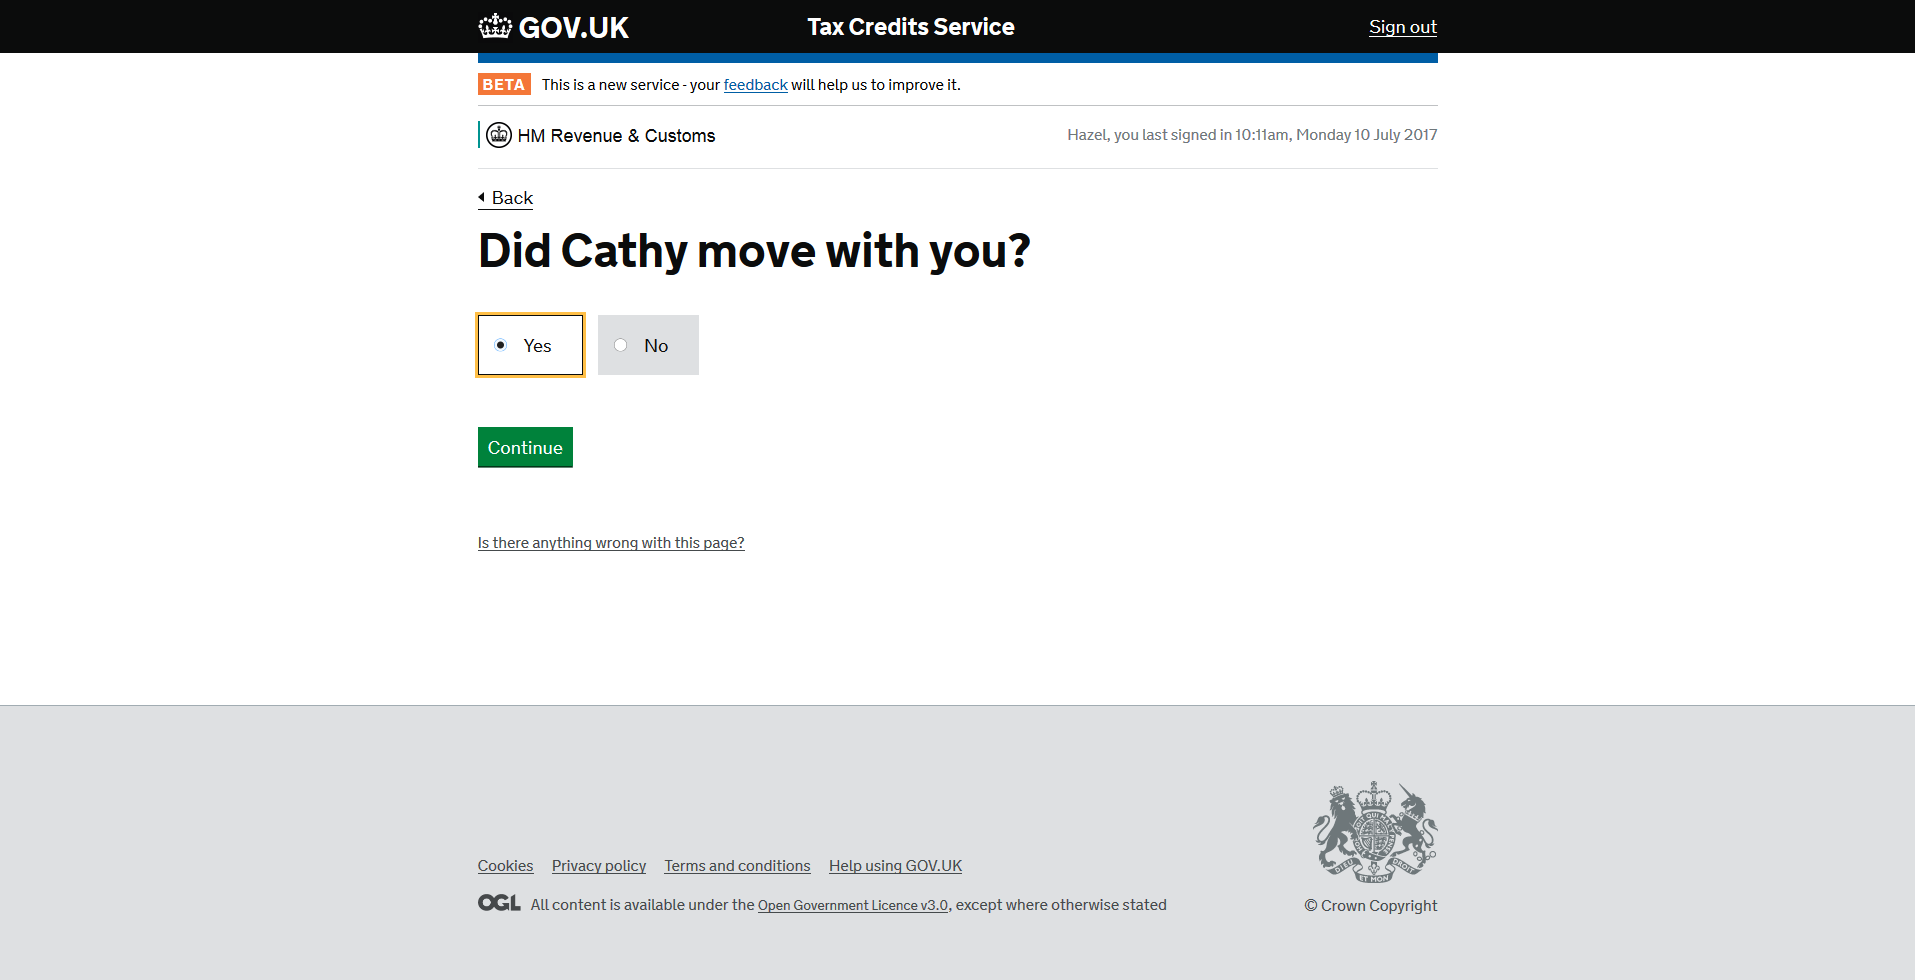 GOV.UK
Tax Credits Service
Sign out
BETA This is a new service - your feedback will help us to improve it.
HM Revenue & Customs
Hazel, you last signed in 10:11am, Monday 10 July 2017
Back
Did Cathy move with you?
Yes
No
Continue
Is there anything wrong with this page?
Cookies Privacy policy Terms and conditions Help using GOV.UK
OGL All content is available under the Open Government Licence v3.0, except where otherwise stated
DIEU ET MON DROIT
© Crown Copyright